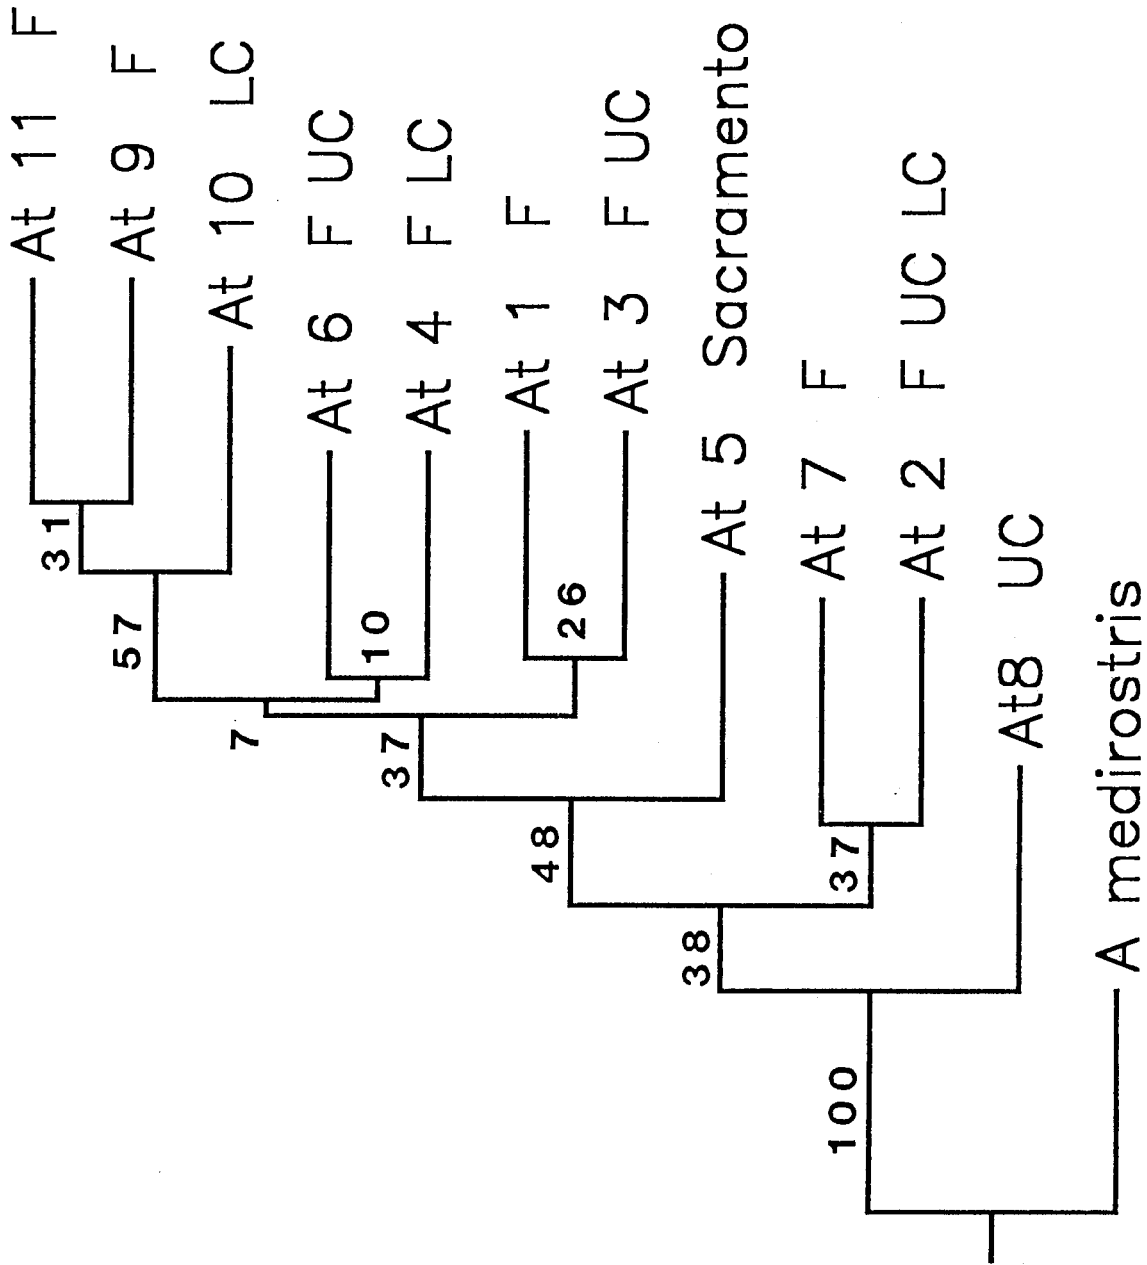 At 11 F
At 9 F
At 10 LC
At 6 F UC
At 4 F LC
At 1 F
At 3 F UC
At 5 Sacramento
At 7 F
At 2 F UC LC
At8 UC
A medirostris
31
57
10
26
7
37
48
37
38
100